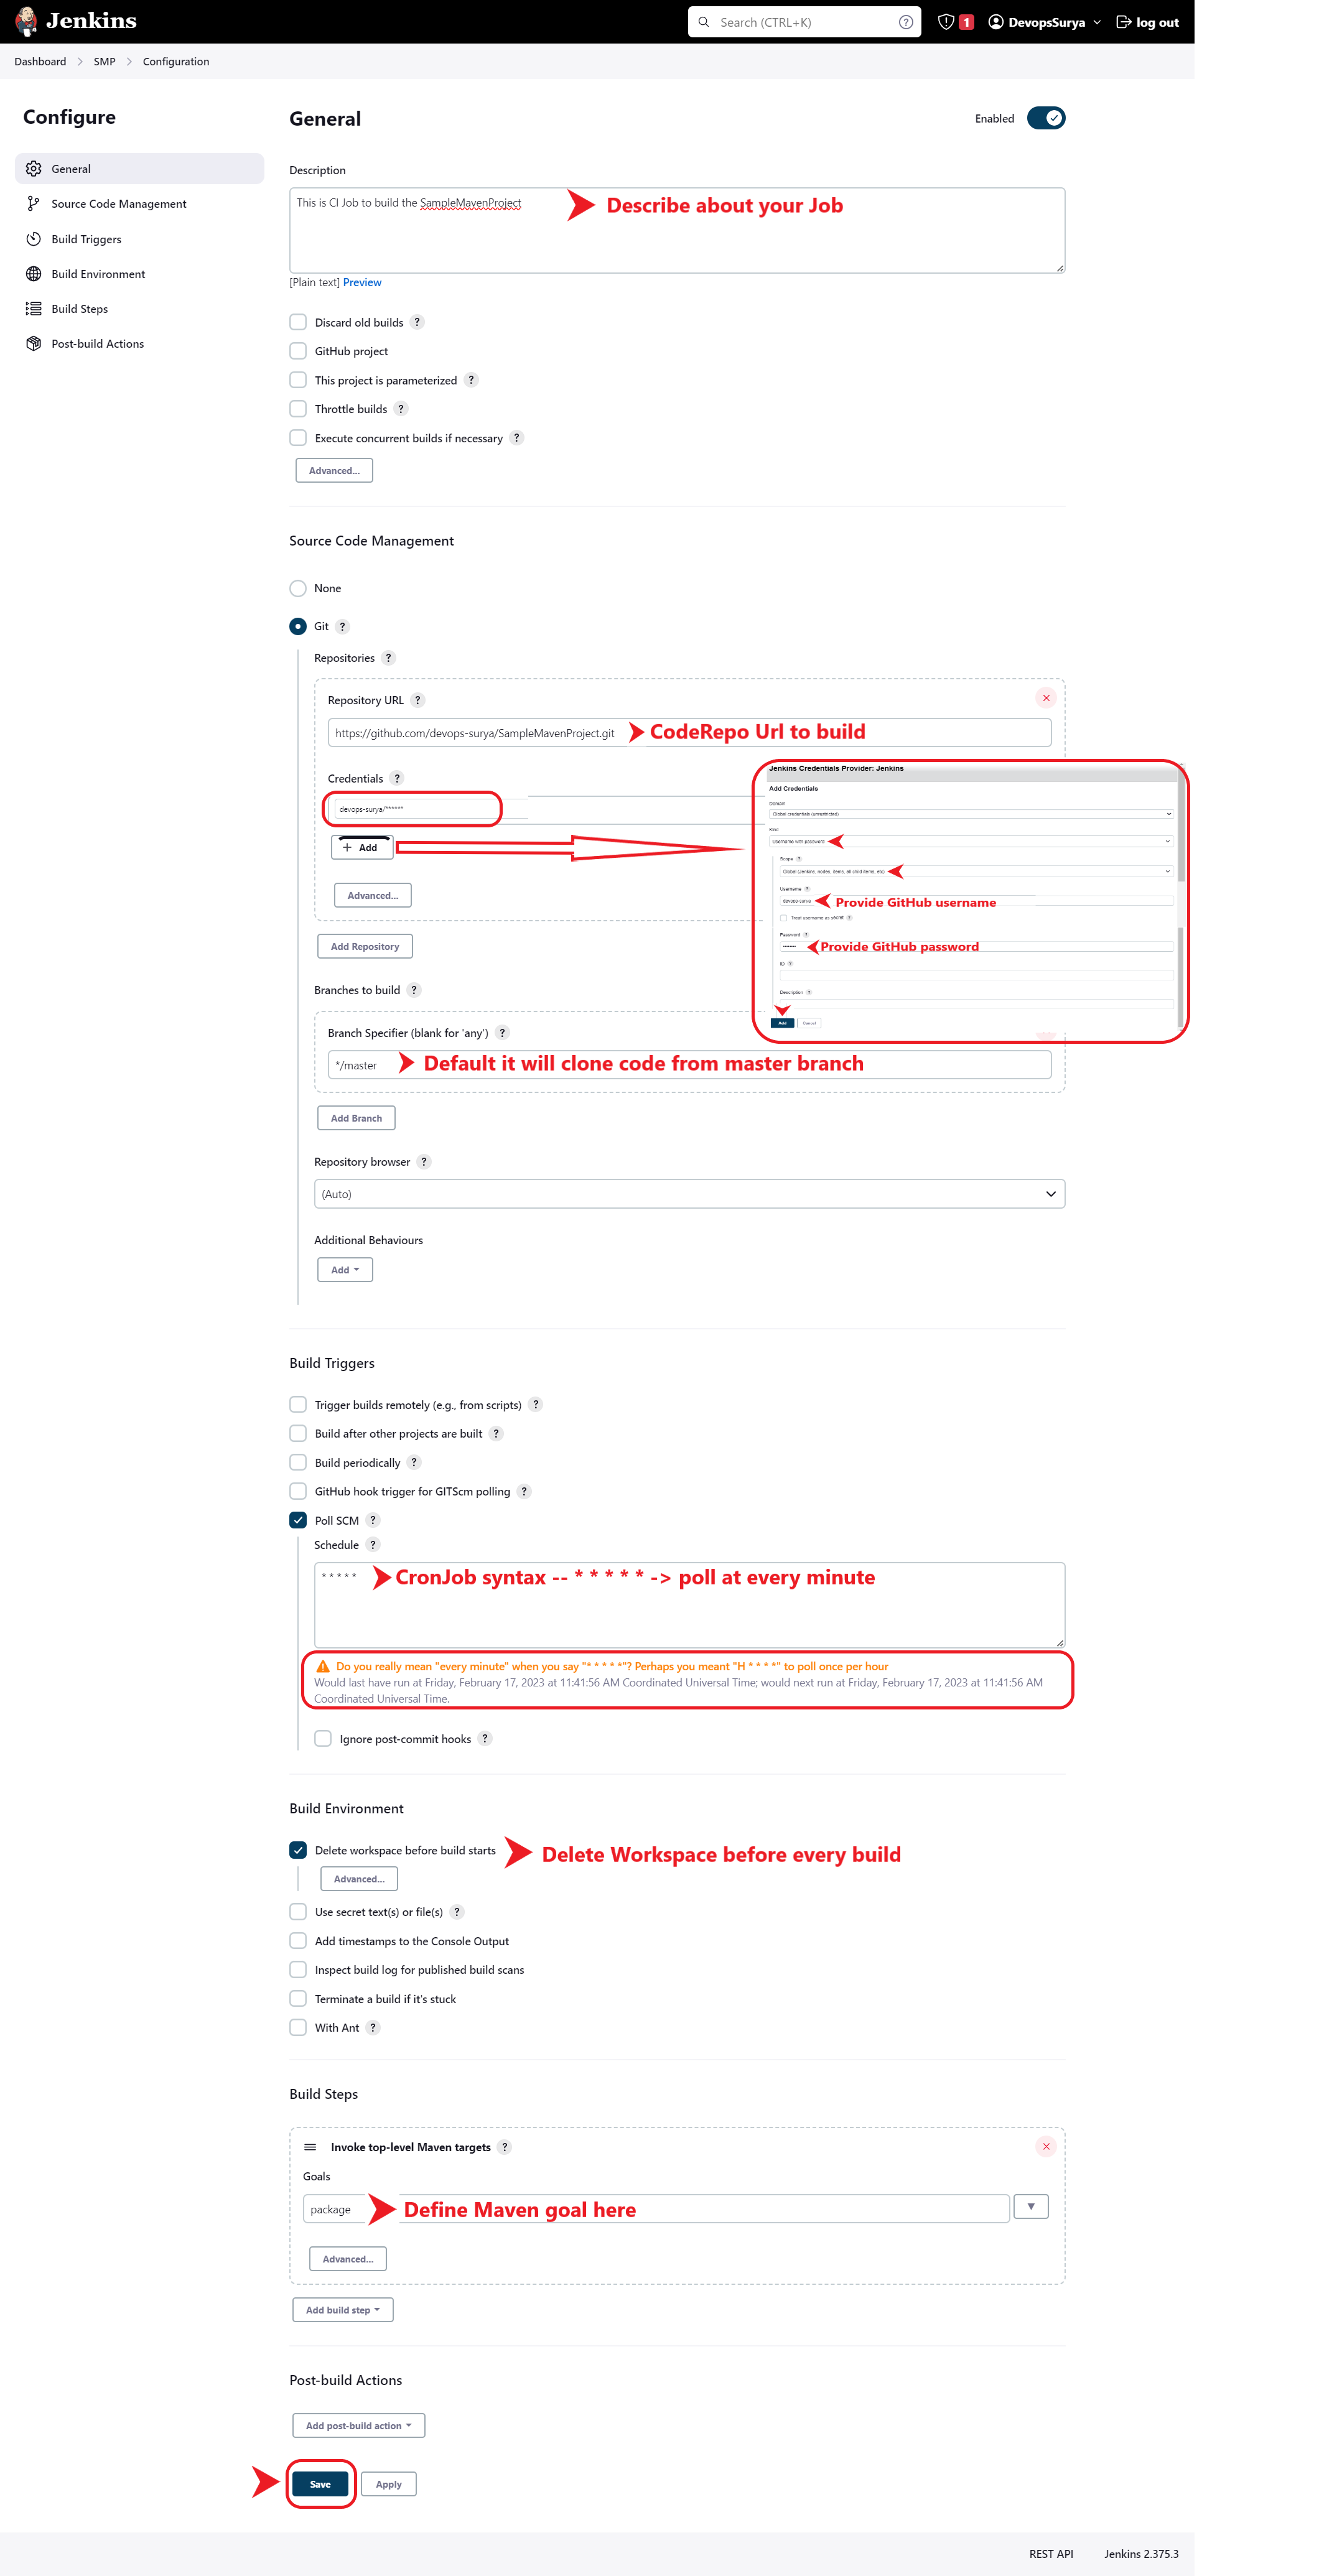 Jenkins
Search (CTRL+K)
?
1
DevopsSurya
log out
Dashboard > SMP > Configuration
Configure
General
Source Code Management
Build Triggers
Build Environment
Build Steps
Post-build Actions
General
Enabled
Description
This is CI Job to build the SampleMavenProject
Describe about your Job
[Plain text] Preview
Discard old builds ?
GitHub project
This project is parameterized ?
Throttle builds ?
Execute concurrent builds if necessary ?
Advanced...
Source Code Management
None
Git ?
Repositories ?
Repository URL ?
https://github.com/devops-surya/SampleMavenProject.git
CodeRepo Url to build
Credentials ?
devops-surya/******
+ Add
Advanced...
Add Repository
Jenkins Credentials Provider: Jenkins
Add Credentials
Domain
Global credentials (unrestricted)
Kind
Username with password
Scope ?
Global (Jenkins, nodes, items, all child items, etc)
Username ?
devops-surya
Provide GitHub username
Treat username as secret ?
Password ?
Provide GitHub password
ID ?
Description ?
Add
Cancel
Branches to build ?
Branch Specifier (blank for 'any') ?
*/master
Default it will clone code from master branch
Add Branch
Repository browser ?
(Auto)
Additional Behaviours
Add
Build Triggers
Trigger builds remotely (e.g., from scripts) ?
Build after other projects are built ?
Build periodically ?
GitHub hook trigger for GITScm polling ?
Poll SCM ?
Schedule ?
* * * * *
CronJob syntax -- * * * * * -> poll at every minute
Do you really mean "every minute" when you say "* * * * *"? Perhaps you meant "H * * * *" to poll once per hour
Would last have run at Friday, February 17, 2023 at 11:41:56 AM Coordinated Universal Time; would next run at Friday, February 17, 2023 at 11:41:56 AM
Coordinated Universal Time.
Ignore post-commit hooks ?
Build Environment
Delete workspace before build starts
Delete Workspace before every build
Advanced...
Use secret text(s) or file(s) ?
Add timestamps to the Console Output
Inspect build log for published build scans
Terminate a build if it's stuck
With Ant ?
Build Steps
Invoke top-level Maven targets ?
Goals
package
Define Maven goal here
Advanced...
Add build step
Post-build Actions
Add post-build action
Save
Apply
REST API
Jenkins 2.375.3